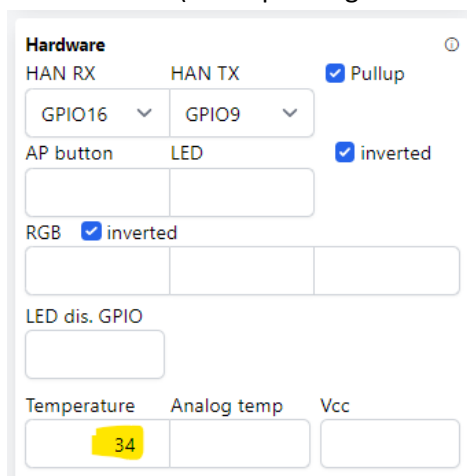 Hardware
HAN RX HAN TX Pullup
GPIO16 GPIO9
AP button LED inverted
RGB inverted
LED dis. GPIO
Temperature Analog temp Vcc
34